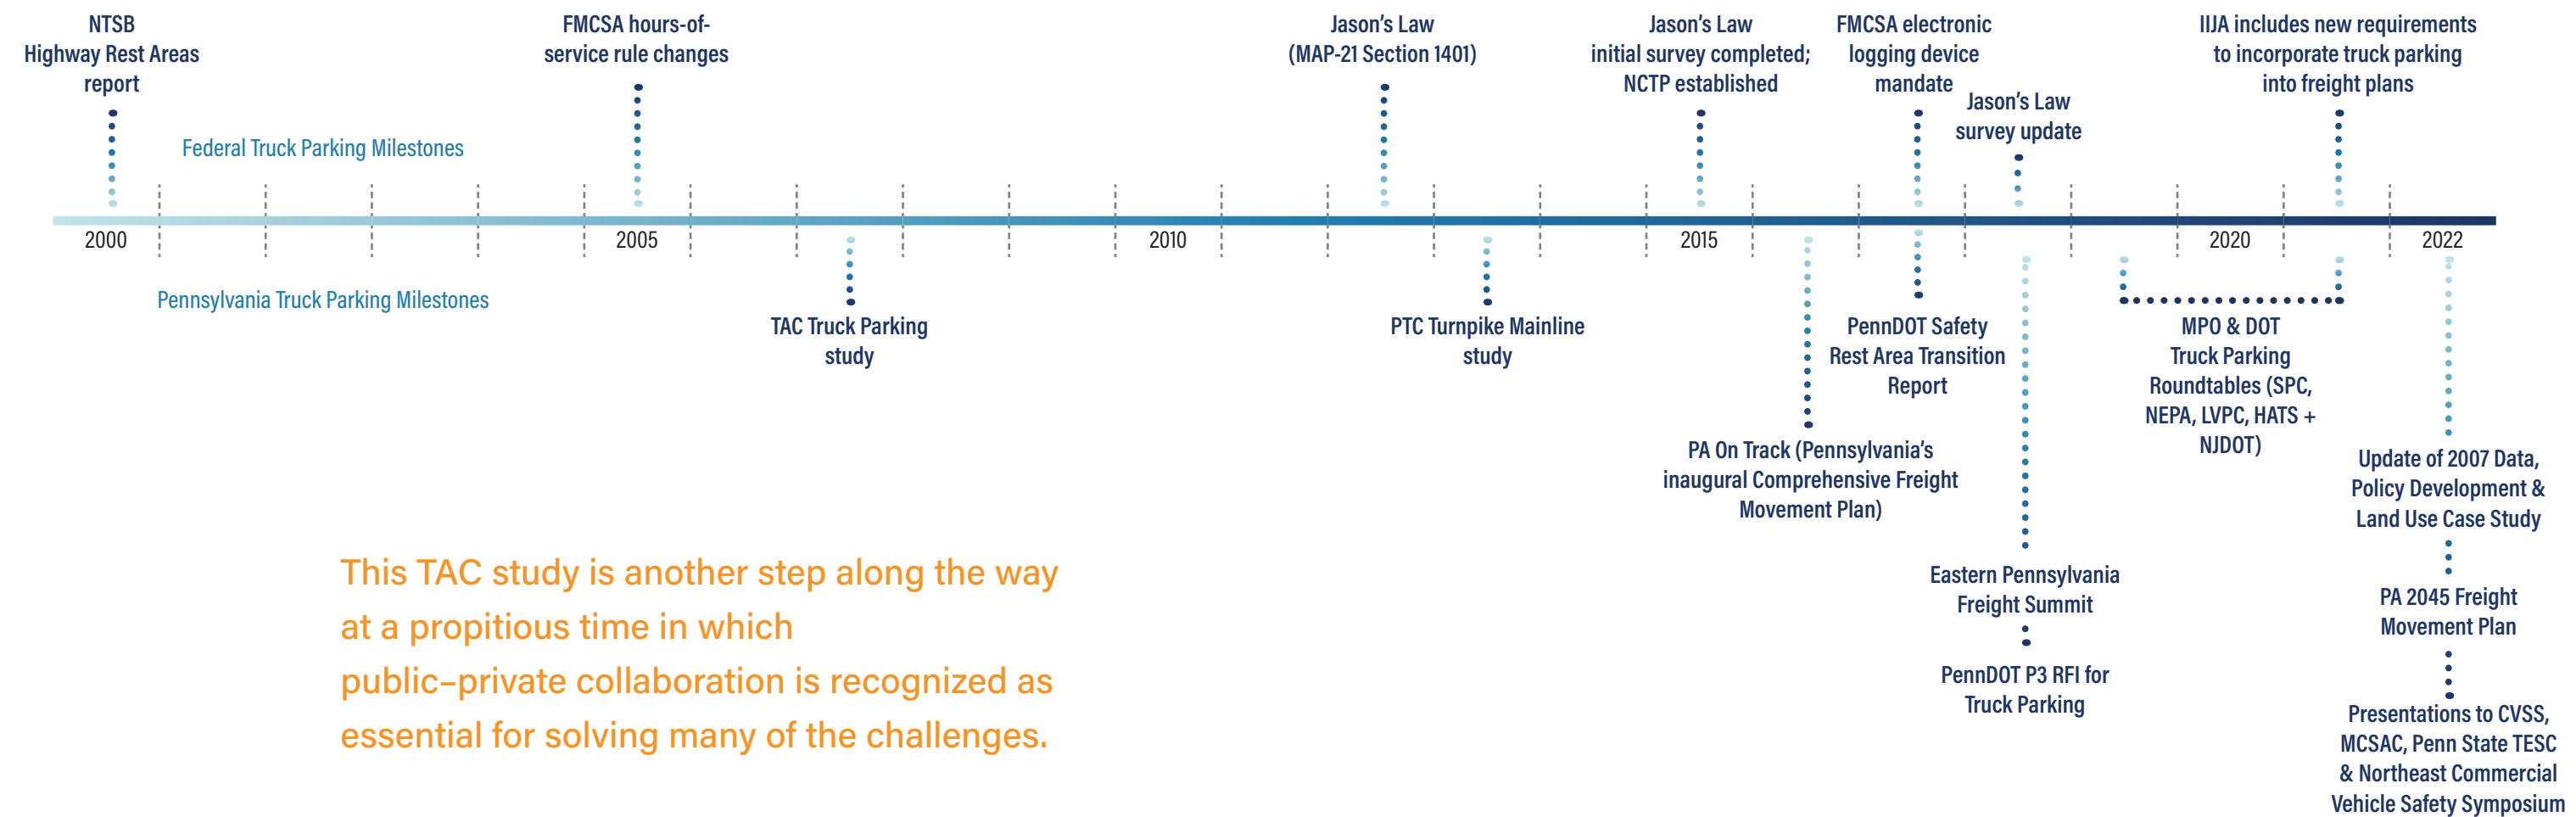 NTSB
Highway Rest Areas
report
FMCSA hours-of-
service rule changes
Jason’s Law
(MAP-21 Section 1401)
Jason’s Law
initial survey completed;
NCTP established
FMCSA electronic
logging device
mandate
Jason’s Law
survey update
IIJA includes new requirements
to incorporate truck parking
into freight plans
Federal Truck Parking Milestones
2000
2005
2010
2015
2020
2022
Pennsylvania Truck Parking Milestones
TAC Truck Parking
study
PTC Turnpike Mainline
study
PA On Track (Pennsylvania’s
inaugural Comprehensive Freight
Movement Plan)
PennDOT Safety
Rest Area Transition
Report
Eastern Pennsylvania
Freight Summit
PennDOT P3 RFI for
Truck Parking
MPO & DOT
Truck Parking
Roundtables (SPC,
NEPA, LVPC, HATS +
NJDOT)
Update of 2007 Data,
Policy Development &
Land Use Case Study
PA 2045 Freight
Movement Plan
Presentations to CVSS,
MCSAC, Penn State TESC
& Northeast Commercial
Vehicle Safety Symposium
This TAC study is another step along the way
at a propitious time in which
public–private collaboration is recognized as
essential for solving many of the challenges.